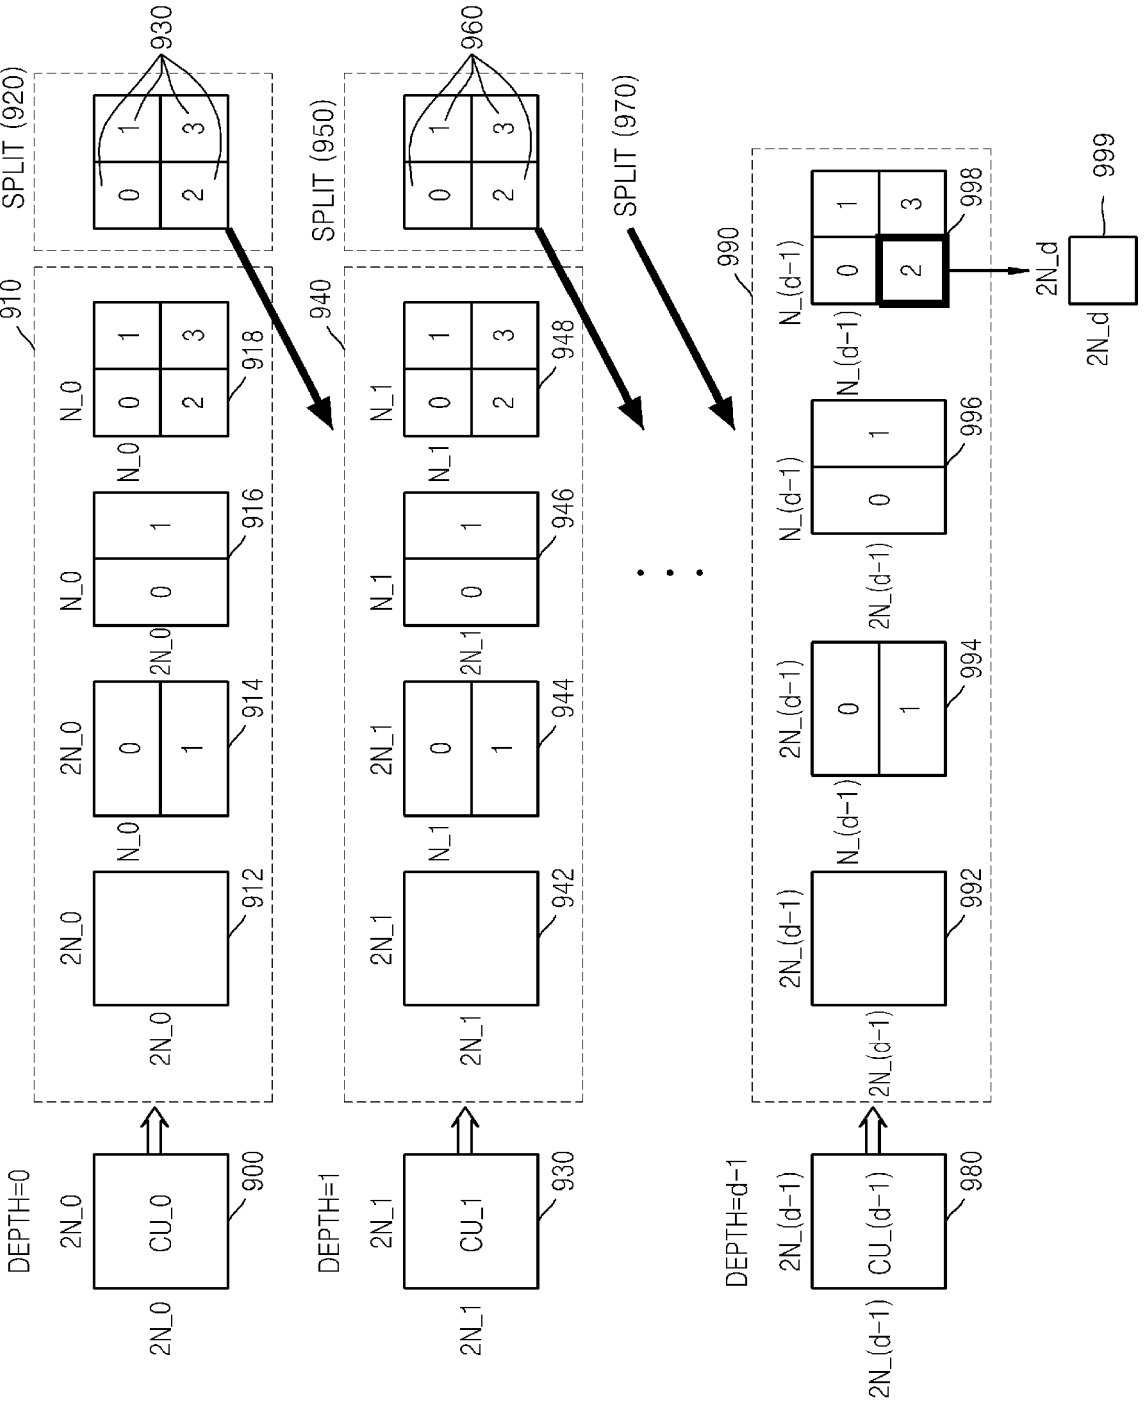 DEPTH=0
910
SPLIT (920)
2N_0
2N_0
CU_0
900
2N_0
2N_0
912
2N_0
N_0
0
1
914
N_0
2N_0
0
1
916
N_0
N_0
0
1
2
3
918
0
1
2
3
930
DEPTH=1
940
SPLIT (950)
2N_1
2N_1
CU_1
930
2N_1
2N_1
942
2N_1
N_1
0
1
944
N_1
2N_1
0
1
946
N_1
N_1
0
1
2
3
948
0
1
2
3
960
. . .
SPLIT (970)
DEPTH=d-1
990
2N_(d-1)
2N_(d-1)
CU_(d-1)
980
2N_(d-1)
2N_(d-1)
992
2N_(d-1)
N_(d-1)
0
1
994
N_(d-1)
2N_(d-1)
0
1
996
N_(d-1)
N_(d-1)
0
1
2
3
998
2N_d
2N_d
999